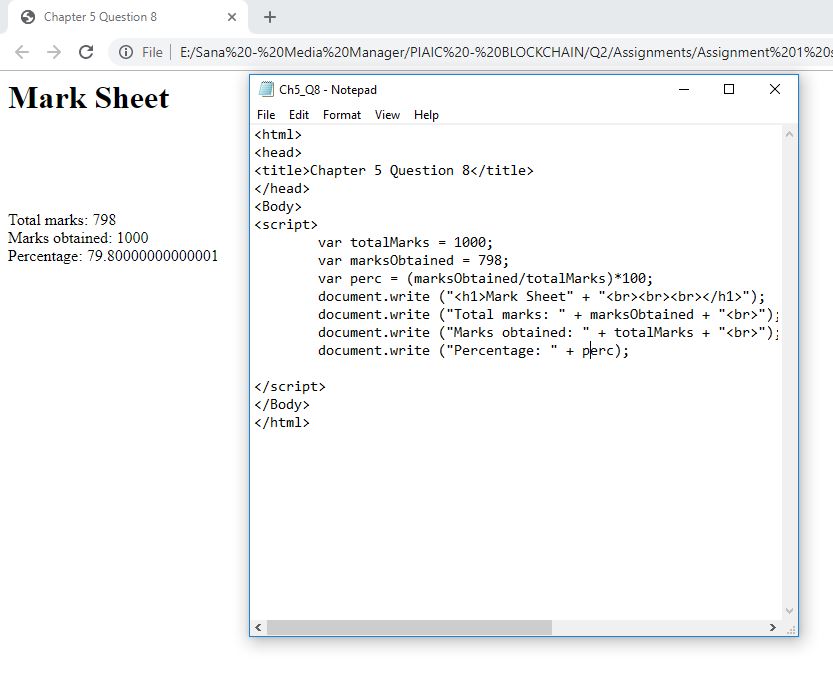 Chapter 5 Question 8
File E:/Sana%20-%20Media%20Manager/PIAIC%20-%20BLOCKCHAIN/Q2/Assignments/Assignment%201%20s
Mark Sheet
Total marks: 798
Marks obtained: 1000
Percentage: 79.80000000000001
Ch5_Q8 - Notepad
File Edit Format View Help
<html>
<head>
<title>Chapter 5 Question 8</title>
</head>
<Body>
<script>
var totalMarks = 1000;
var marksObtained = 798;
var perc = (marksObtained/totalMarks)*100;
document.write ("<h1>Mark Sheet" + "<br><br><br></h1>");
document.write ("Total marks: " + marksObtained + "<br>");
document.write ("Marks obtained: " + totalMarks + "<br>");
document.write ("Percentage: " + perc);
</script>
</Body>
</html>